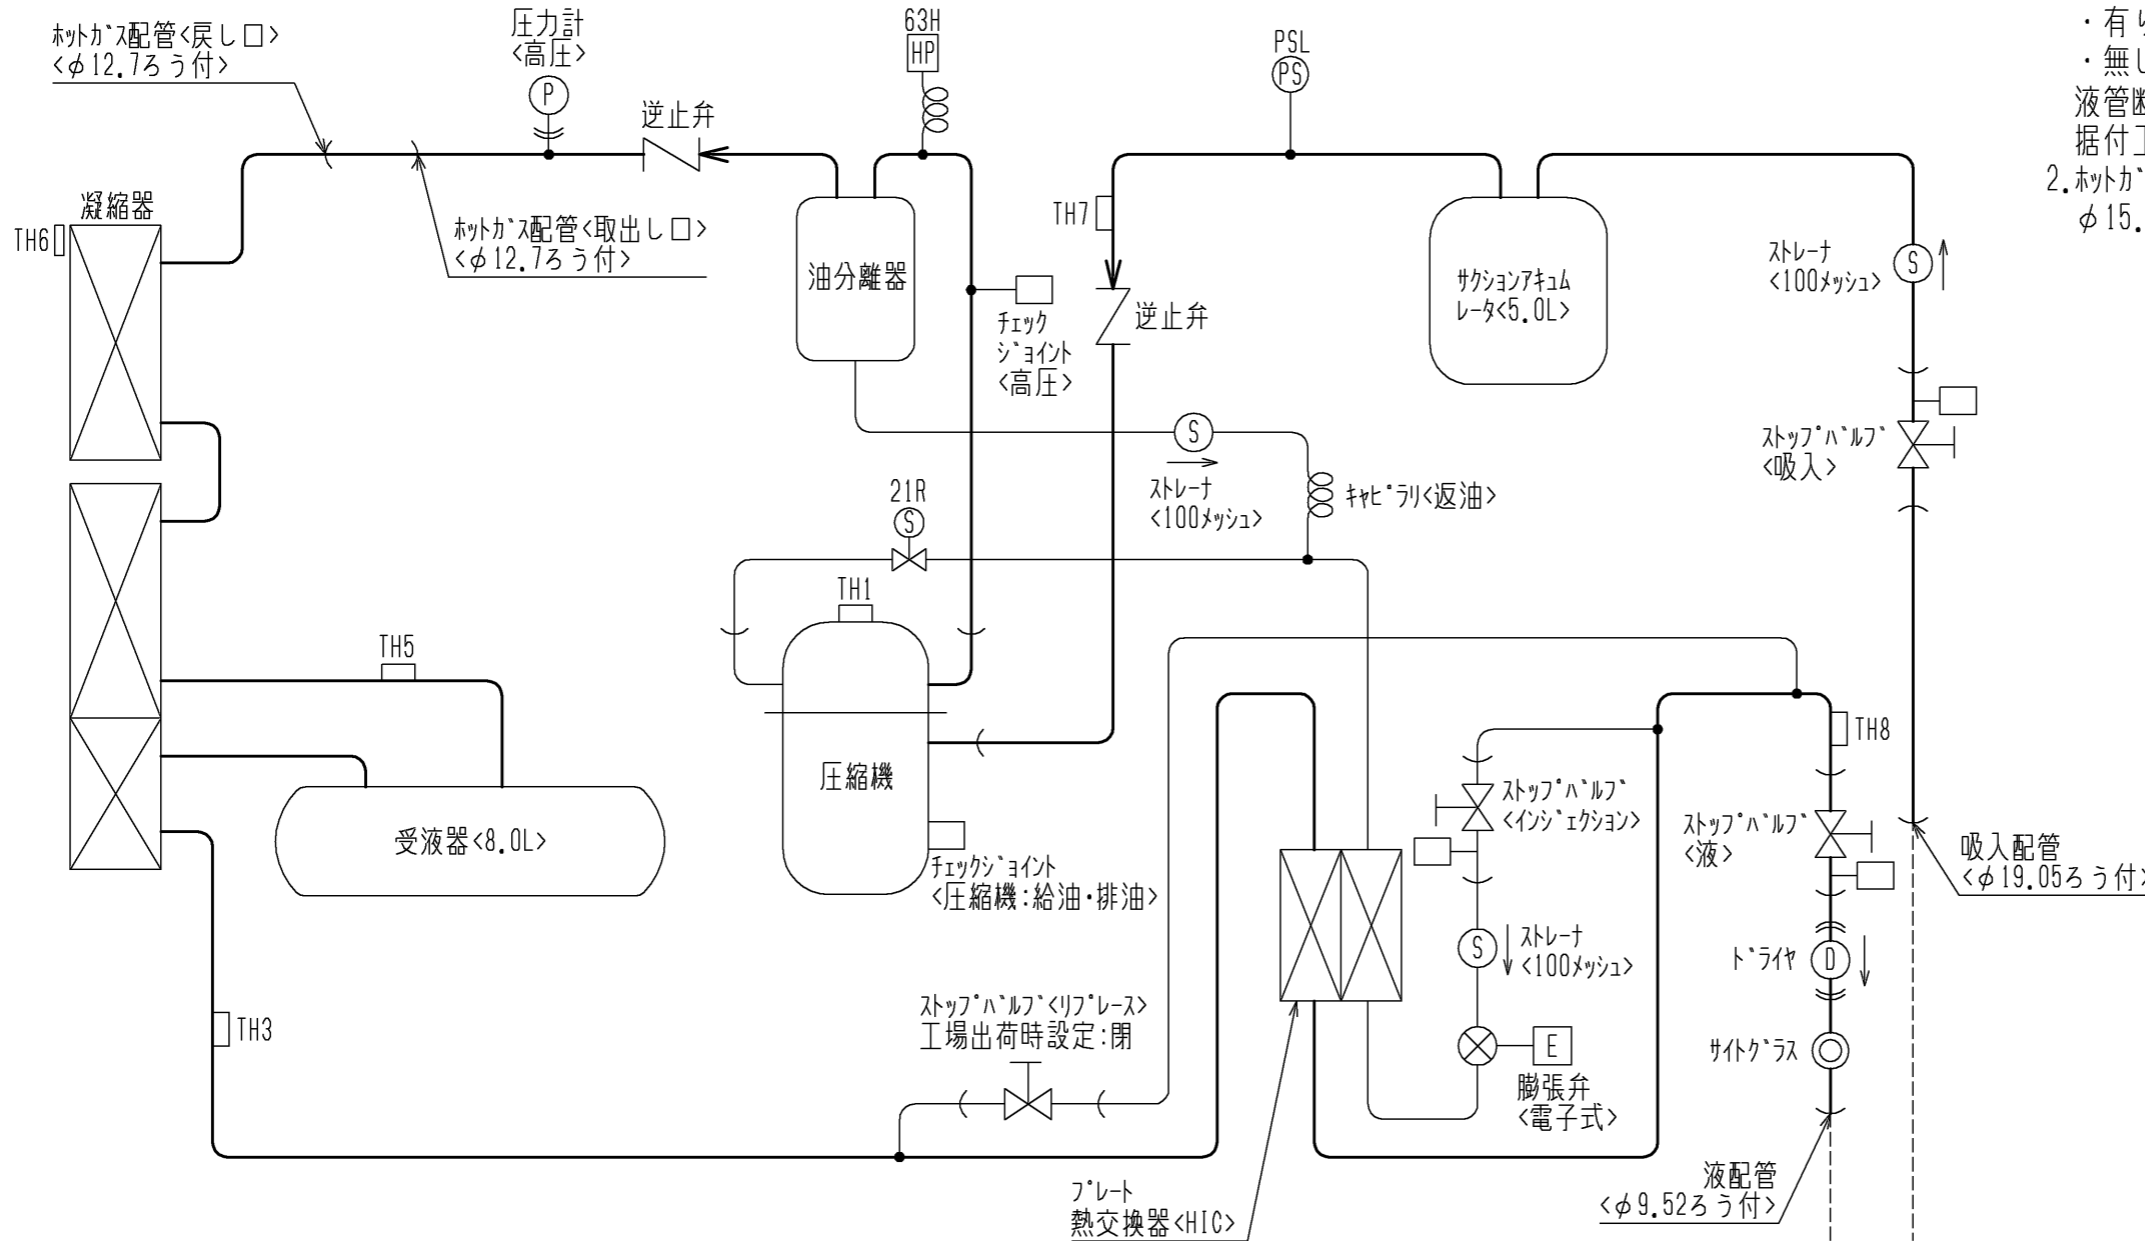 ホットガス配管<戻し口>
<φ12.7ろう付>
圧力計
<高圧>
P
63H
HP
PSL
PS
・有り
・無し
液管断
据付工
2.ホットガ
φ15.
逆止弁
凝縮器
TH6
ホットガス配管<取出し口>
<φ12.7ろう付>
油分離器
TH7
逆止弁
チェック
ジョイント
<高圧>
サクションアキュム
レータ<5.0L>
ストレーナ
<100メッシュ>
S
ストップバルブ
<吸入>
S
ストレーナ
<100メッシュ>
キャピラリ<返油>
21R
S
TH1
TH5
圧縮機
受液器<8.0L>
チェックジョイント
<圧縮機:給油・排油>
TH8
ストップバルブ
<インジェクション>
ストップバルブ
<液>
吸入配管
<φ19.05ろう付>
S
ストレーナ
<100メッシュ>
ドライヤ
D
TH3
ストップバルブ<リプレース>
工場出荷時設定:閉
E
膨張弁
<電子式>
サイトグラス
プレート
熱交換器<HIC>
液配管
<φ9.52ろう付>